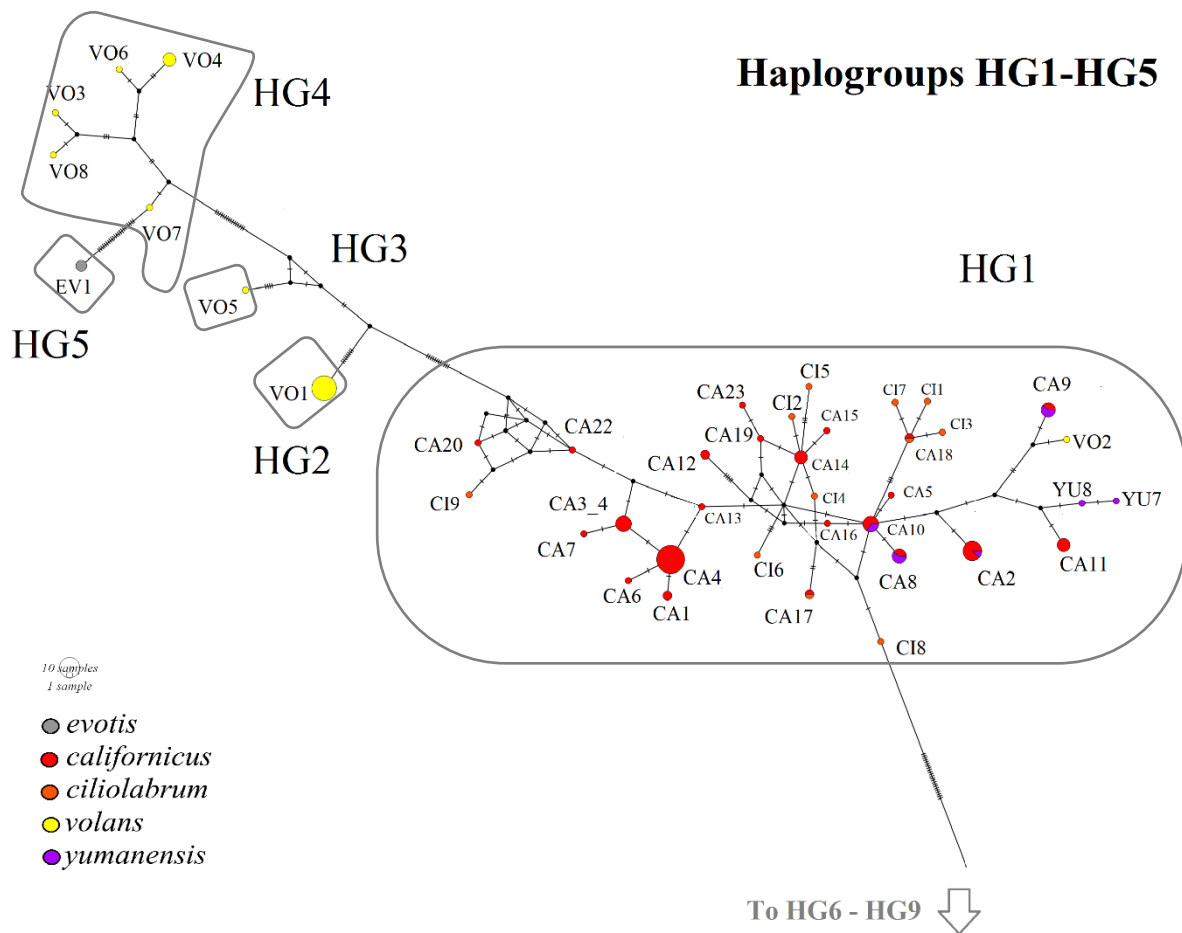 Haplogroups HG1-HG5
VO6
VO4
HG4
VO3
VO8
VO7
EV1
HG5
HG3
VO5
VO1
HG2
HG1
CI5
CI7
CI1
CA9
CA23
CI2
CA15
CI3
VO2
CA22
CA19
CA18
CA20
CA12
CA14
CI9
CI4
CA5
YU8
YU7
CA3_4
CA13
CA16
CA10
CA7
CI6
CA8
CA2
CA11
CA4
CA6
CA1
CA17
CI8
10 samples
1 sample
evotis
californicus
ciliolabrum
volans
yumanensis
To HG6 - HG9